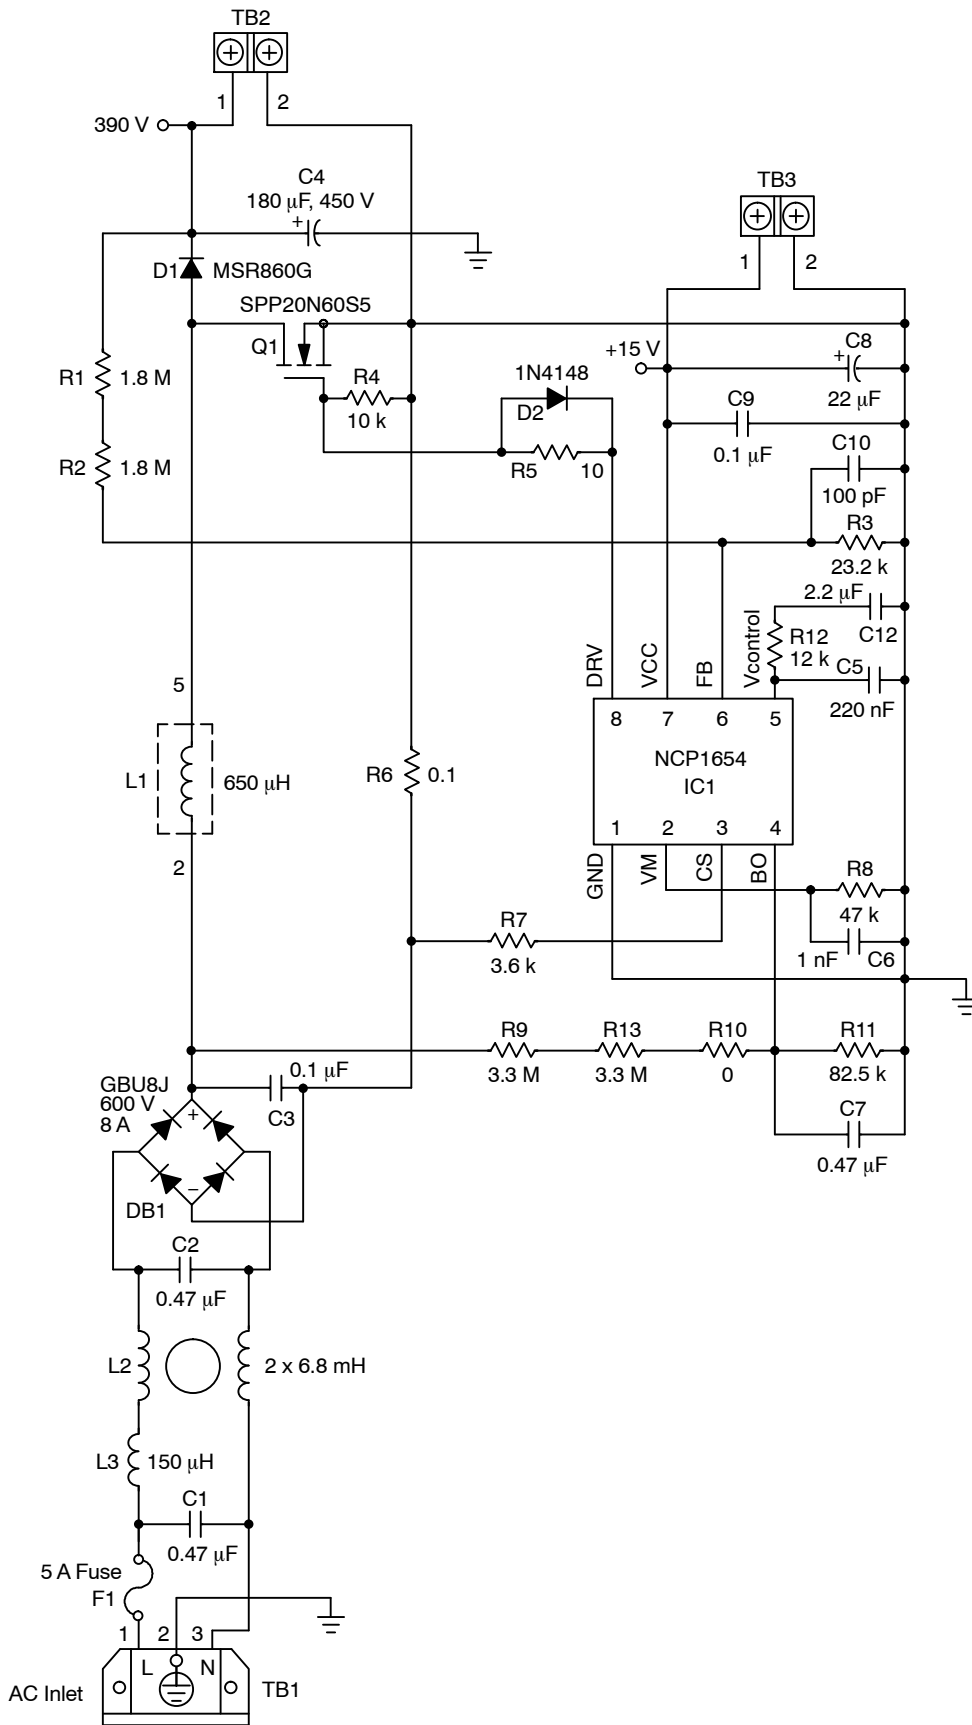 TB2
1 2
390 V
C4
180 μF, 450 V
+
TB3
1 2
D1 MSR860G
SPP20N60S5
Q1
+15 V
C8
+
22 μF
R1 1.8 M
R4
10 k
1N4148
D2
C9
0.1 μF
R2 1.8 M
R5 10
C10
100 pF
R3
23.2 k
2.2 μF
C12
R12
12 k
C5
220 nF
DRV
VCC
FB
Vcontrol
5
8 7 6 5
L1 650 μH
R6 0.1
NCP1654
IC1
1 2 3 4
2
GND
VM
CS
BO
R8
47 k
R7
3.6 k
1 nF C6
R9
3.3 M
R13
3.3 M
R10
0
R11
82.5 k
GBU8J
600 V
8 A
+
0.1 μF
C3
C7
0.47 μF
−
DB1
C2
0.47 μF
L2 2 x 6.8 mH
L3 150 μH
C1
0.47 μF
5 A Fuse
F1
1 2 3
L N
AC Inlet TB1